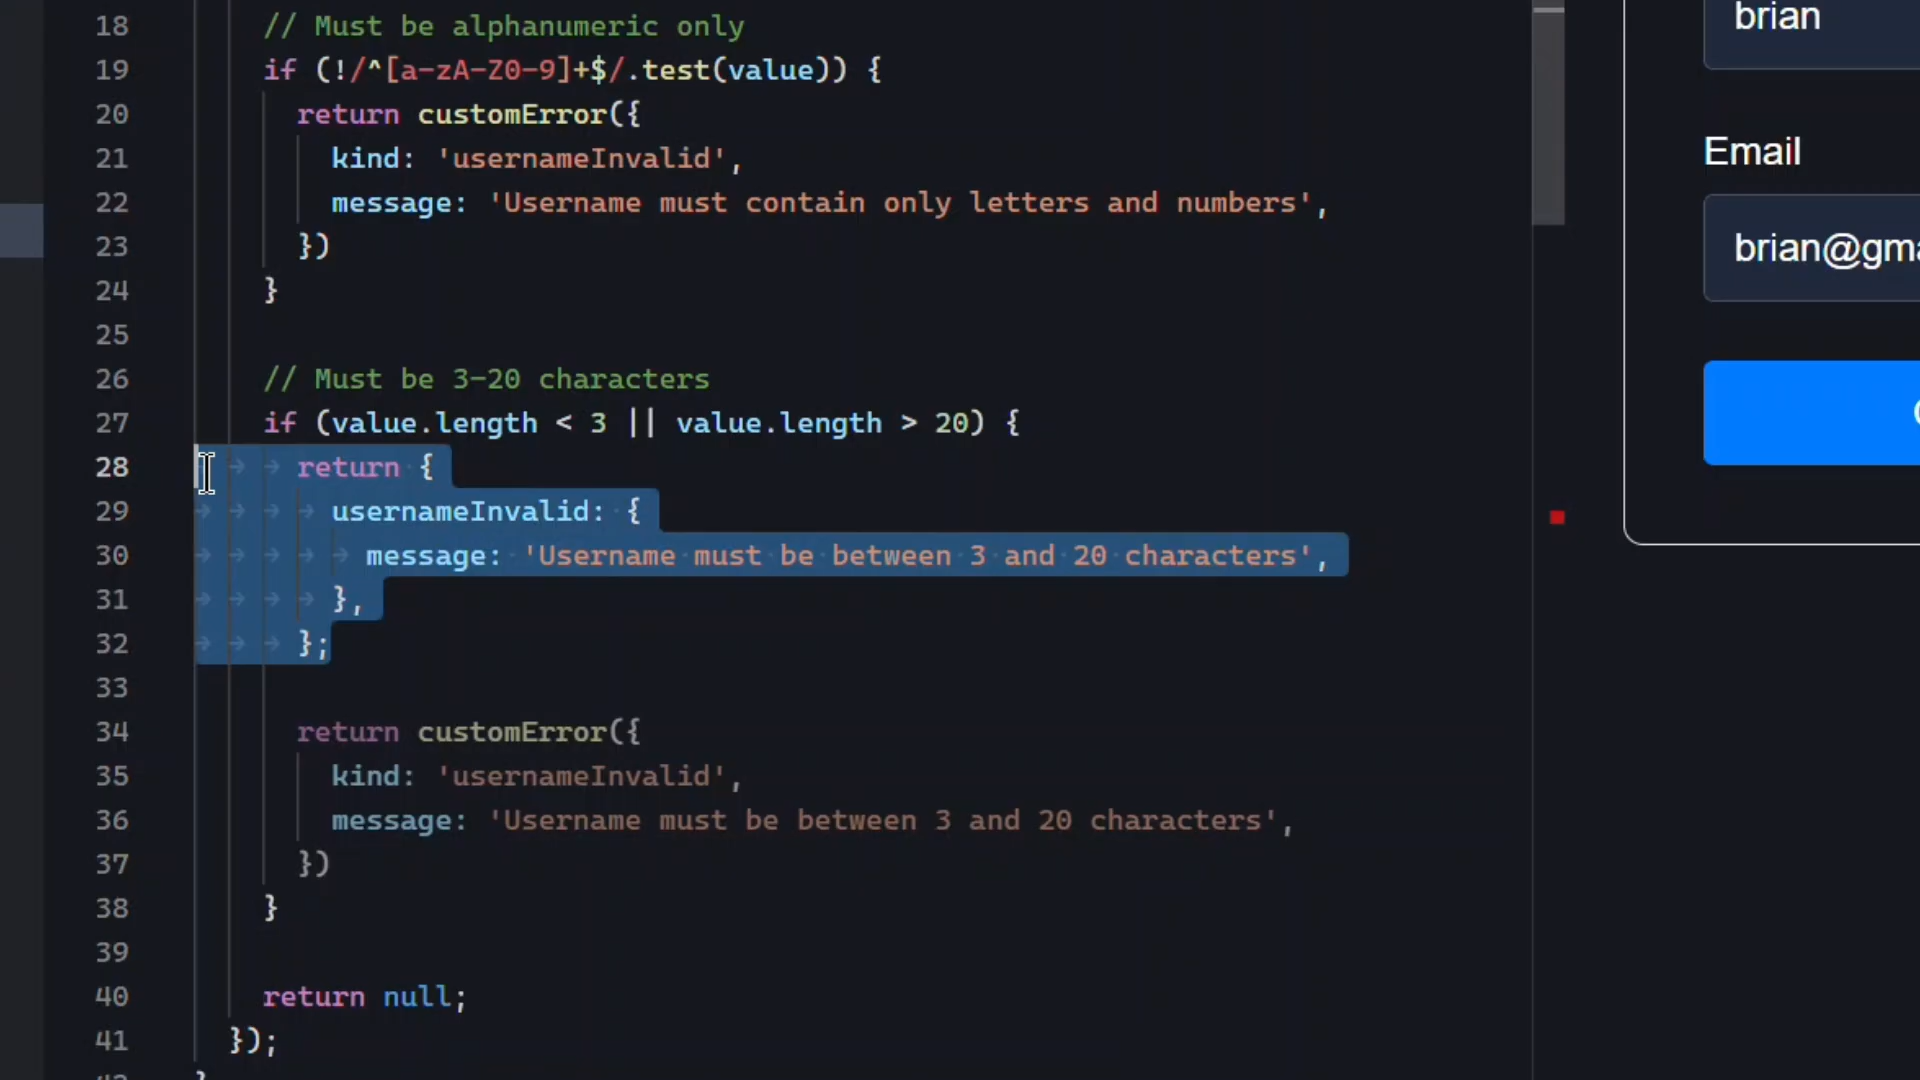 18 // Must be alphanumeric only
19 if (!/^[a-zA-Z0-9]+$/.test(value)) {
20 return customError({
21 kind: 'usernameInvalid',
22 message: 'Username must contain only letters and numbers',
23 })
24 }
25
26 // Must be 3-20 characters
27 if (value.length < 3 || value.length > 20) {
28 return {
29 usernameInvalid: {
30 message: 'Username must be between 3 and 20 characters',
31 },
32 };
33
34 return customError({
35 kind: 'usernameInvalid',
36 message: 'Username must be between 3 and 20 characters',
37 })
38 }
39
40 return null;
41 });
brian
Email
brian@gma